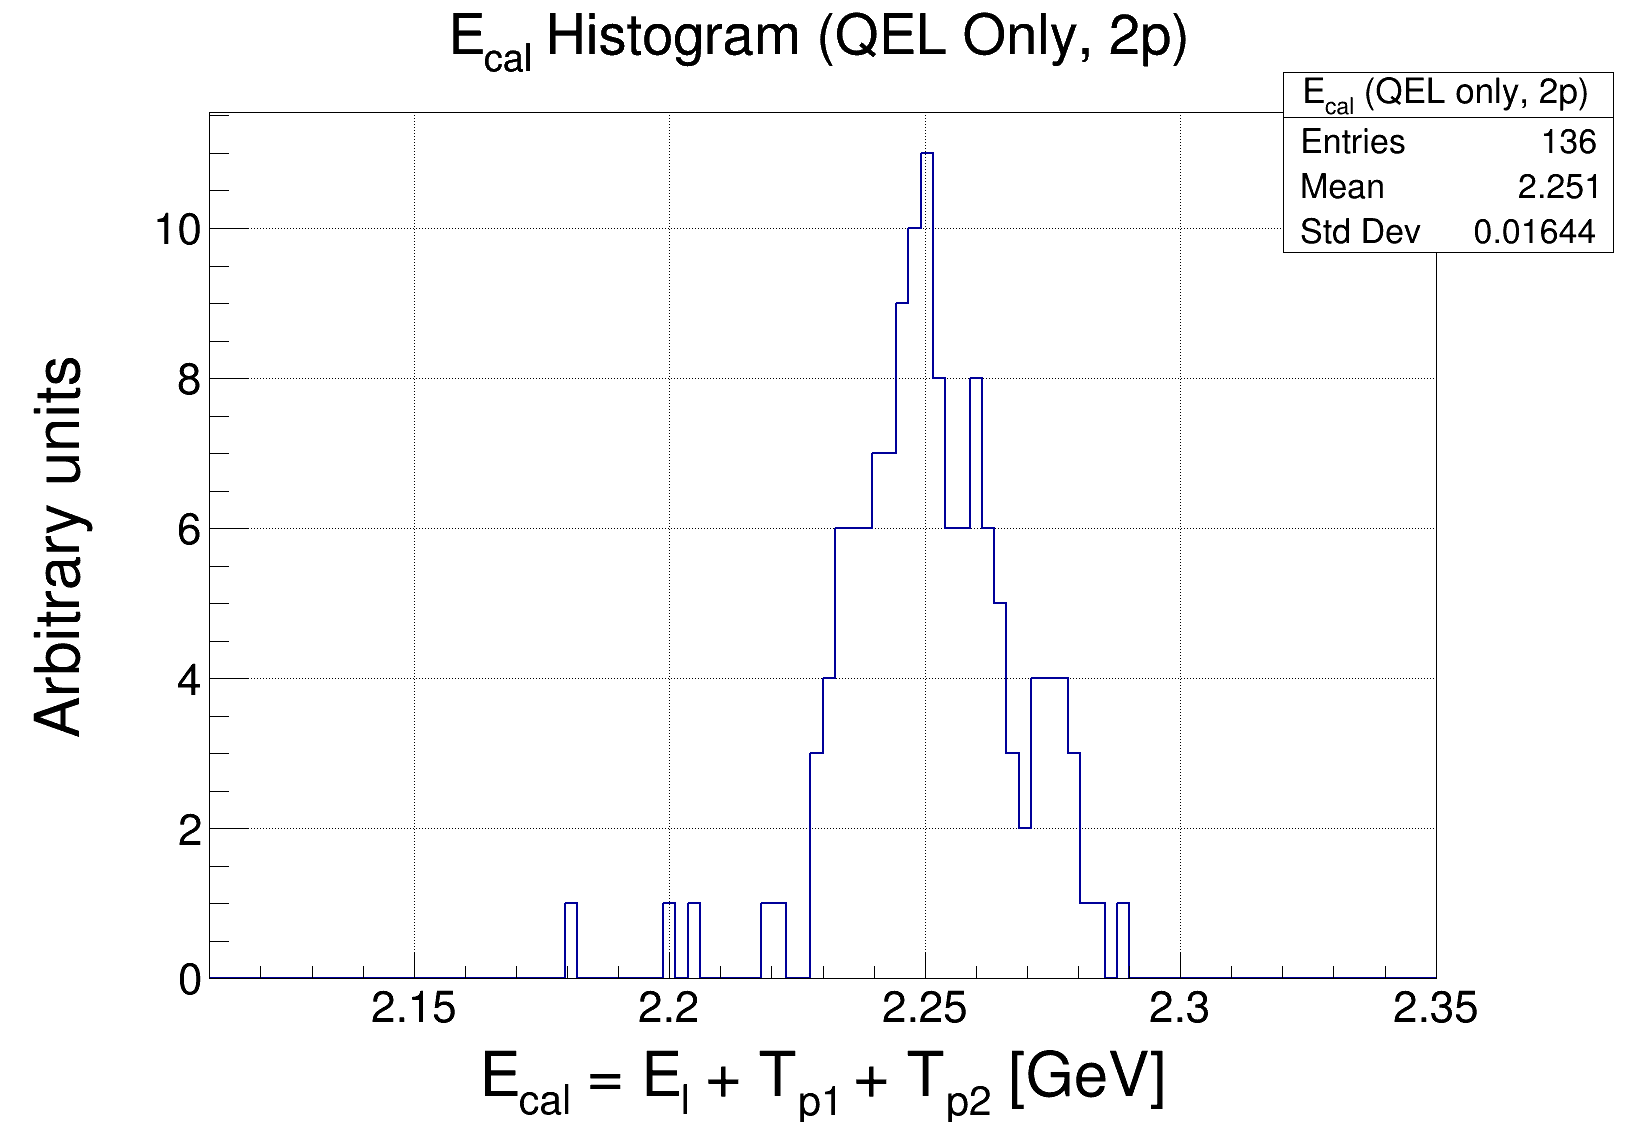 E_cal Histogram (QEL Only, 2p)
E_cal (QEL only, 2p)
Entries 136
Mean 2.251
Std Dev 0.01644
Arbitrary units
10
8
6
4
2
0
2.15 2.2 2.25 2.3 2.35
E_cal = E_l + T_p1 + T_p2 [GeV]